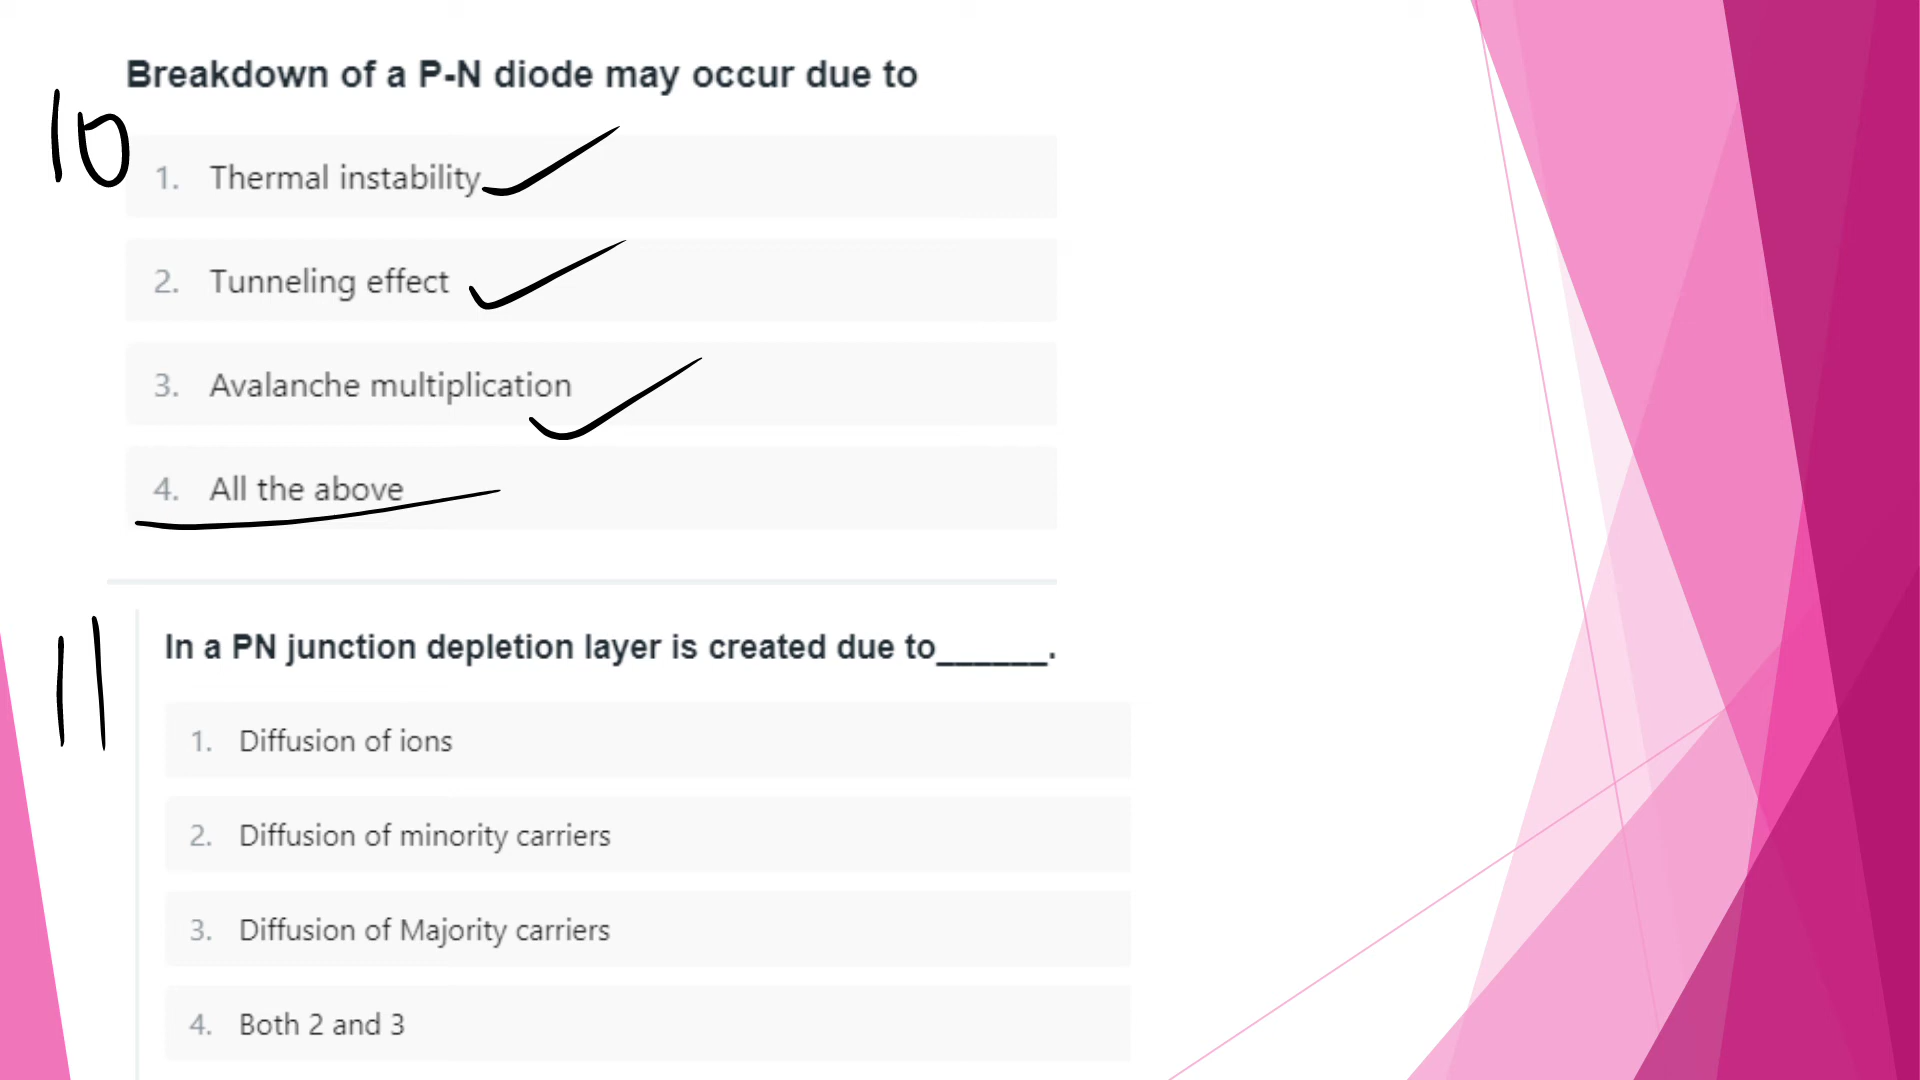 Breakdown of a P-N diode may occur due to
10
1. Thermal instability
2. Tunneling effect
3. Avalanche multiplication
4. All the above
11
In a PN junction depletion layer is created due to______.
1. Diffusion of ions
2. Diffusion of minority carriers
3. Diffusion of Majority carriers
4. Both 2 and 3